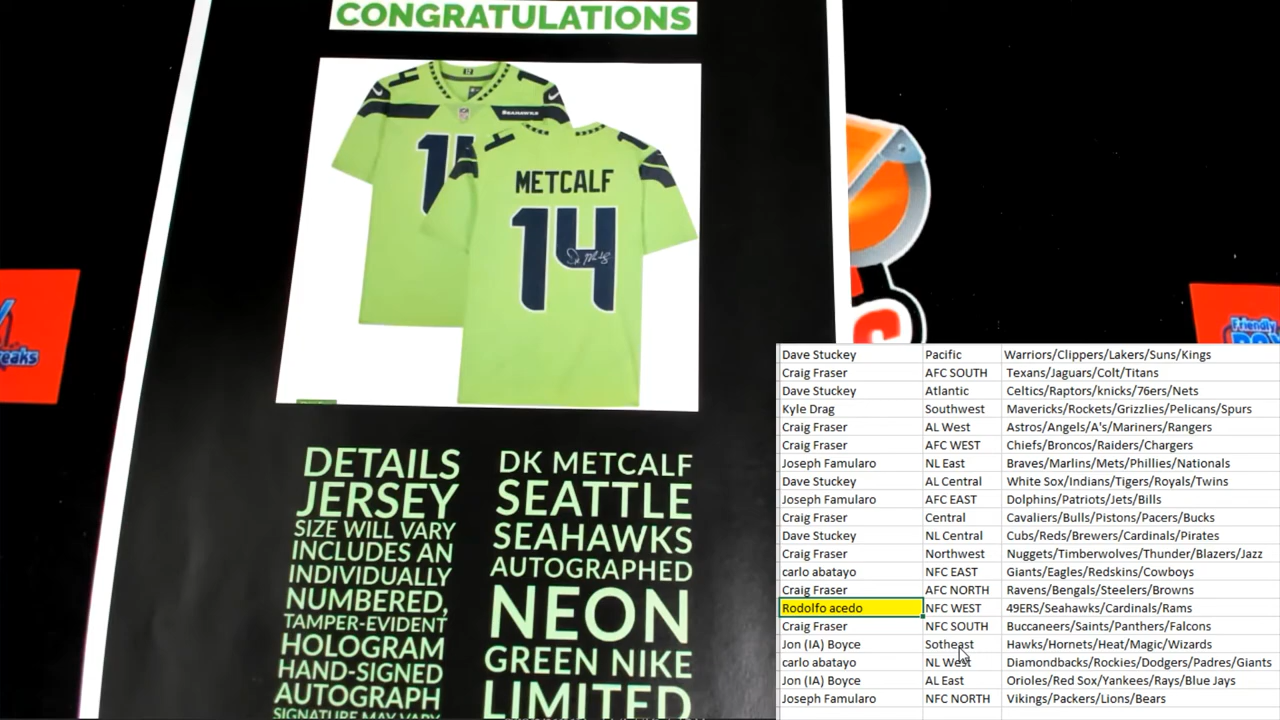 CONGRATULATIONS
SEAHAWKS
METCALF
14
DETAILS
JERSEY
SIZE WILL VARY
INCLUDES AN
INDIVIDUALLY
NUMBERED,
TAMPER-EVIDENT
HOLOGRAM
HAND-SIGNED
AUTOGRAPH
SIGNATURE MAY VARY
DK METCALF
SEATTLE
SEAHAWKS
AUTOGRAPHED
NEON
GREEN NIKE
LIMITED
reaks
Friendly
Dave Stuckey Pacific Warriors/Clippers/Lakers/Suns/Kings
Craig Fraser AFC SOUTH Texans/Jaguars/Colt/Titans
Dave Stuckey Atlantic Celtics/Raptors/knicks/76ers/Nets
Kyle Drag Southwest Mavericks/Rockets/Grizzlies/Pelicans/Spurs
Craig Fraser AL West Astros/Angels/A's/Mariners/Rangers
Craig Fraser AFC WEST Chiefs/Broncos/Raiders/Chargers
Joseph Famularo NL East Braves/Marlins/Mets/Phillies/Nationals
Dave Stuckey AL Central White Sox/Indians/Tigers/Royals/Twins
Joseph Famularo AFC EAST Dolphins/Patriots/Jets/Bills
Craig Fraser Central Cavaliers/Bulls/Pistons/Pacers/Bucks
Dave Stuckey NL Central Cubs/Reds/Brewers/Cardinals/Pirates
Craig Fraser Northwest Nuggets/Timberwolves/Thunder/Blazers/Jazz
carlo abatayo NFC EAST Giants/Eagles/Redskins/Cowboys
Craig Fraser AFC NORTH Ravens/Bengals/Steelers/Browns
Rodolfo acedo NFC WEST 49ERS/Seahawks/Cardinals/Rams
Craig Fraser NFC SOUTH Buccaneers/Saints/Panthers/Falcons
Jon (IA) Boyce Sotheast Hawks/Hornets/Heat/Magic/Wizards
carlo abatayo NL West Diamondbacks/Rockies/Dodgers/Padres/Giants
Jon (IA) Boyce AL East Orioles/Red Sox/Yankees/Rays/Blue Jays
Joseph Famularo NFC NORTH Vikings/Packers/Lions/Bears